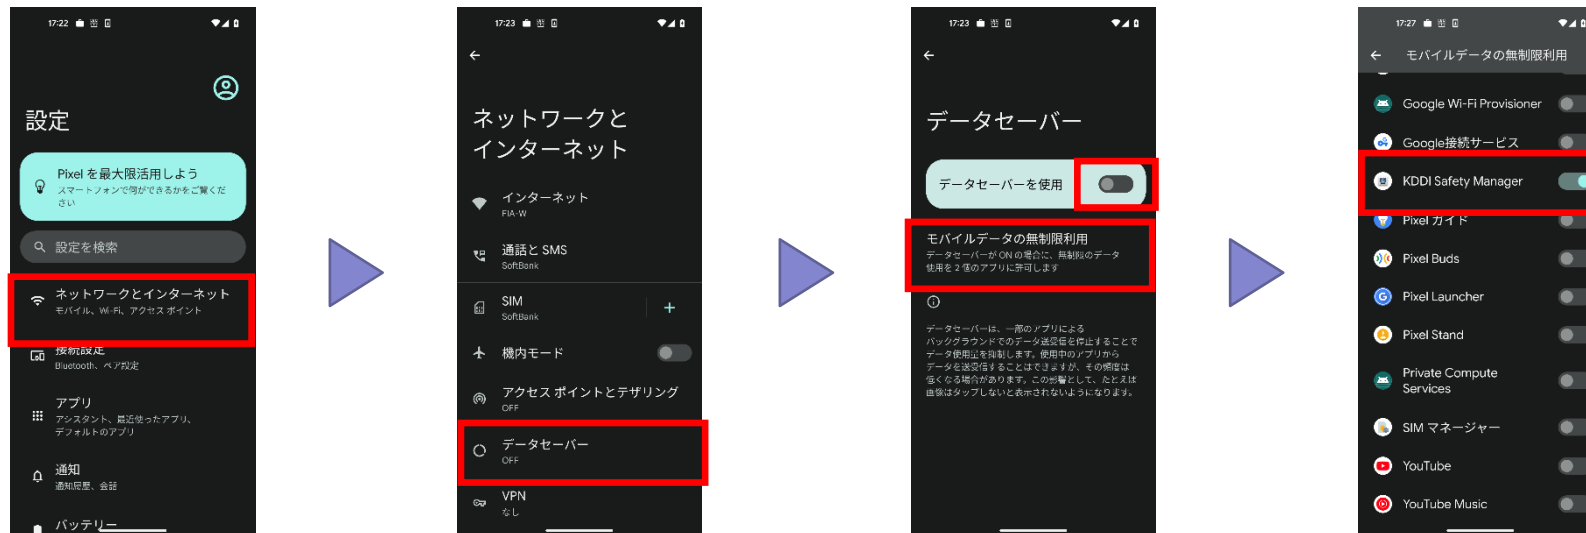 17:22
設定
Pixel を最大限活用しよう
スマートフォンで何ができるかをご覧くだ
さい
設定を検索
ネットワークとインターネット
モバイル、Wi-Fi、アクセス ポイント
接続設定
Bluetooth、ペア設定
アプリ
アシスタント、最近使ったアプリ、
デフォルトのアプリ
通知
通知履歴、会話
バッテリー
17:23
ネットワークと
インターネット
インターネット
FIA-W
通話と SMS
SoftBank
SIM
SoftBank
機内モード
アクセス ポイントとテザリング
OFF
データセーバー
OFF
VPN
なし
17:23
データセーバー
データセーバーを使用
モバイルデータの無制限利用
データセーバーが ON の場合に、無制限のデータ
使用を 2 個のアプリに許可します
データセーバーは、一部のアプリによる
バックグラウンドでのデータ送受信を停止することで
データ使用量を抑制します。使用中のアプリから
データを送受信することはできますが、その頻度は
低くなる場合があります。この影響として、たとえば
画像はタップしないと表示されないようになります。
17:27
モバイルデータの無制限利用
Google Wi-Fi Provisioner
Google接続サービス
KDDI Safety Manager
Pixel ガイド
Pixel Buds
Pixel Launcher
Pixel Stand
Private Compute
Services
SIM マネージャー
YouTube
YouTube Music